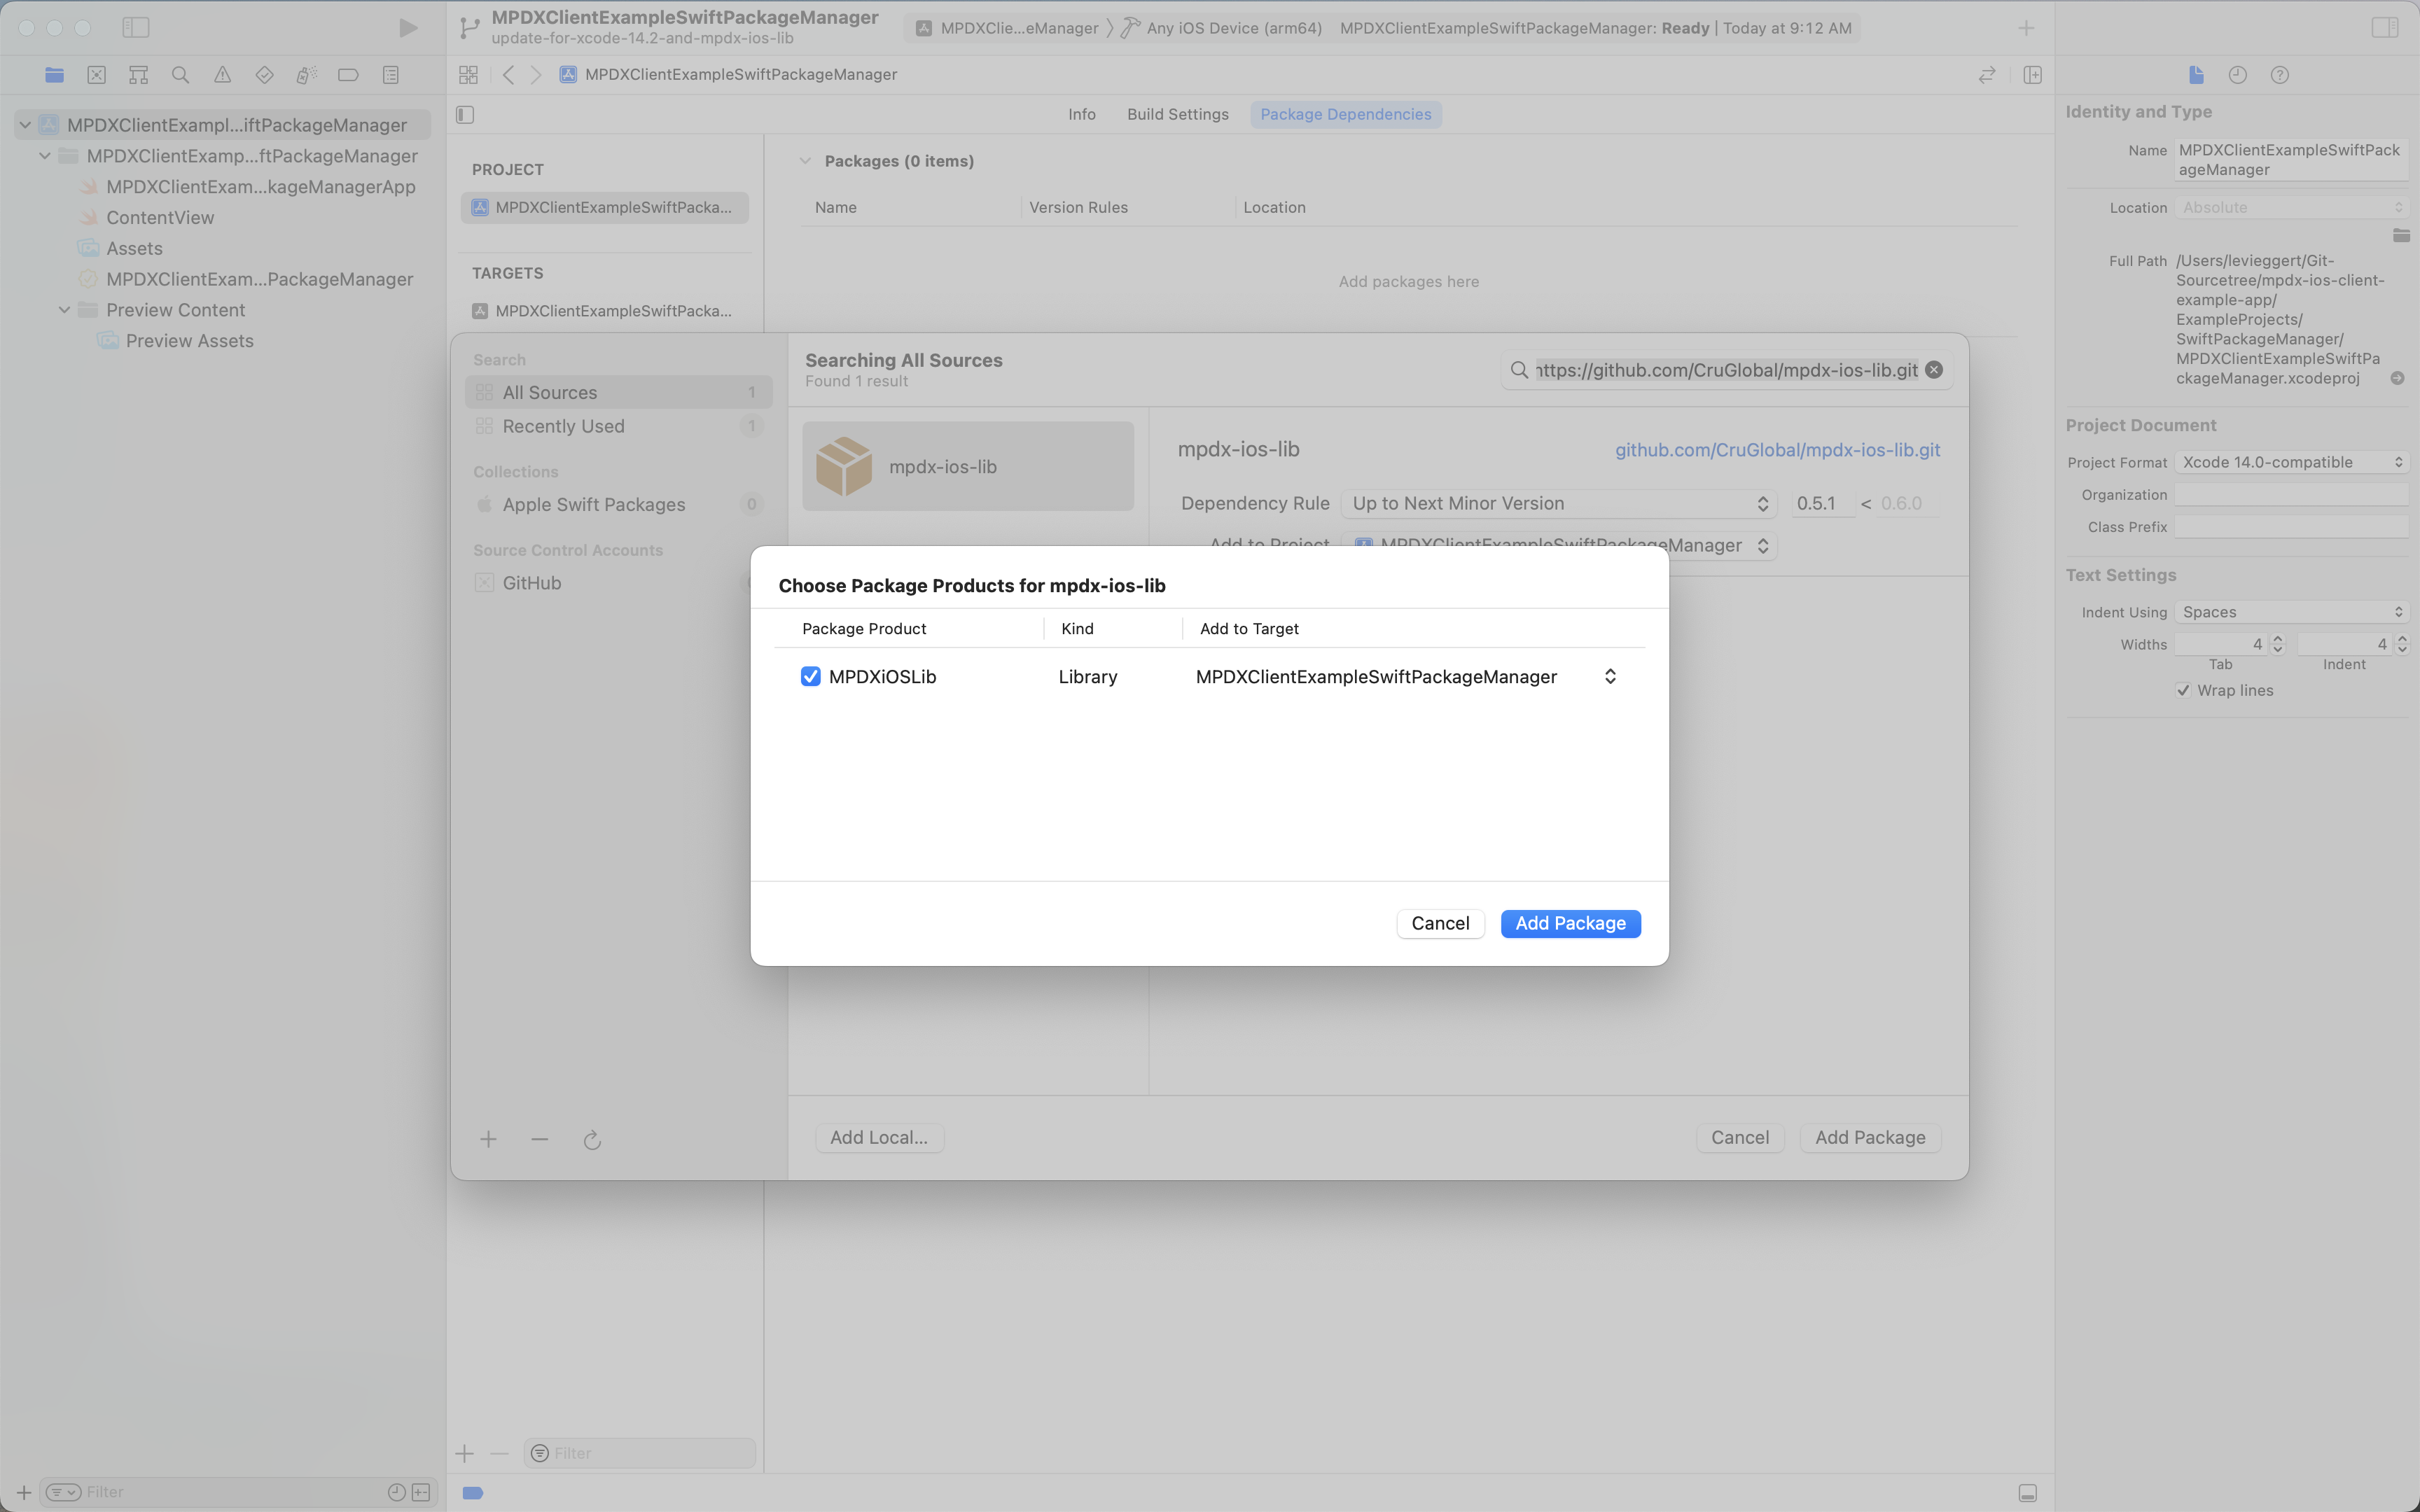 MPDXClientExampleSwiftPackageManager
update-for-xcode-14.2-and-mpdx-ios-lib
MPDXClie...eManager
Any iOS Device (arm64)
MPDXClientExampleSwiftPackageManager: Ready | Today at 9:12 AM
MPDXClientExampleSwiftPackageManager
MPDXClientExampl...iftPackageManager
MPDXClientExamp...ftPackageManager
MPDXClientExam...kageManagerApp
ContentView
Assets
MPDXClientExam...PackageManager
Preview Content
Preview Assets
Filter
Info
Build Settings
Package Dependencies
PROJECT
MPDXClientExampleSwiftPacka...
TARGETS
MPDXClientExampleSwiftPacka...
Filter
Packages (0 items)
Name
Version Rules
Location
Add packages here
Search
All Sources
1
Recently Used
1
Collections
Apple Swift Packages
0
Source Control Accounts
GitHub
Searching All Sources
Found 1 result
https://github.com/CruGlobal/mpdx-ios-lib.git
mpdx-ios-lib
mpdx-ios-lib
github.com/CruGlobal/mpdx-ios-lib.git
Dependency Rule
Up to Next Minor Version
0.5.1 < 0.6.0
Add to Project
MPDXClientExampleSwiftPackageManager
Choose Package Products for mpdx-ios-lib
Package Product
Kind
Add to Target
MPDXiOSLib
Library
MPDXClientExampleSwiftPackageManager
Cancel
Add Package
Add Local...
Cancel
Add Package
Identity and Type
Name
MPDXClientExampleSwiftPack
ageManager
Location
Absolute
Full Path
/Users/levieggert/Git-
Sourcetree/mpdx-ios-client-
example-app/
ExampleProjects/
SwiftPackageManager/
MPDXClientExampleSwiftPa
ckageManager.xcodeproj
Project Document
Project Format
Xcode 14.0-compatible
Organization
Class Prefix
Text Settings
Indent Using
Spaces
Widths
4
4
Tab
Indent
Wrap lines